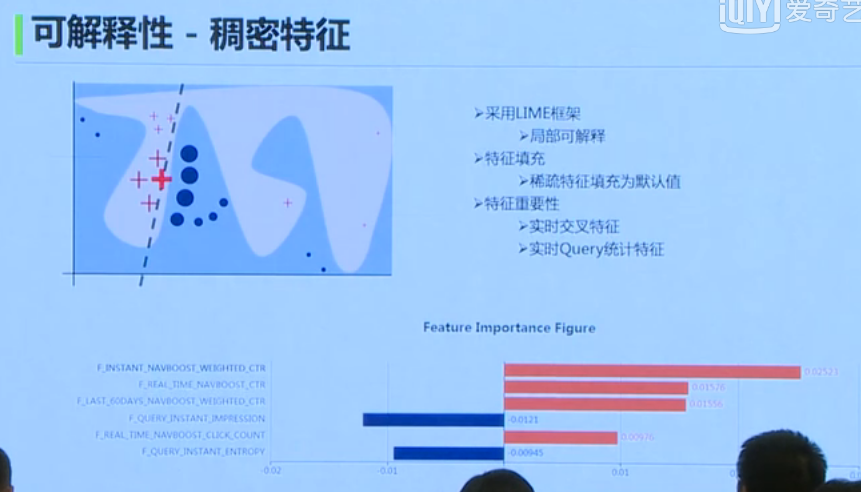 iQIYI 爱奇艺
可解释性 - 稠密特征
➢采用LIME框架
➢局部可解释
➢特征填充
➢稀疏特征填充为默认值
➢特征重要性
➢实时交叉特征
➢实时Query统计特征
Feature Importance Figure
F_INSTANT_NAVBOOST_WEIGHTED_CTR 0.02521
F_REAL_TIME_NAVBOOST_CTR 0.01576
F_LAST_60DAYS_NAVBOOST_WEIGHTED_CTR 0.01556
F_QUERY_INSTANT_IMPRESSION -0.0121
F_REAL_TIME_NAVBOOST_CLICK_COUNT 0.00976
F_QUERY_INSTANT_ENTROPY -0.00945
-0.02 -0.01 0.01 0.02